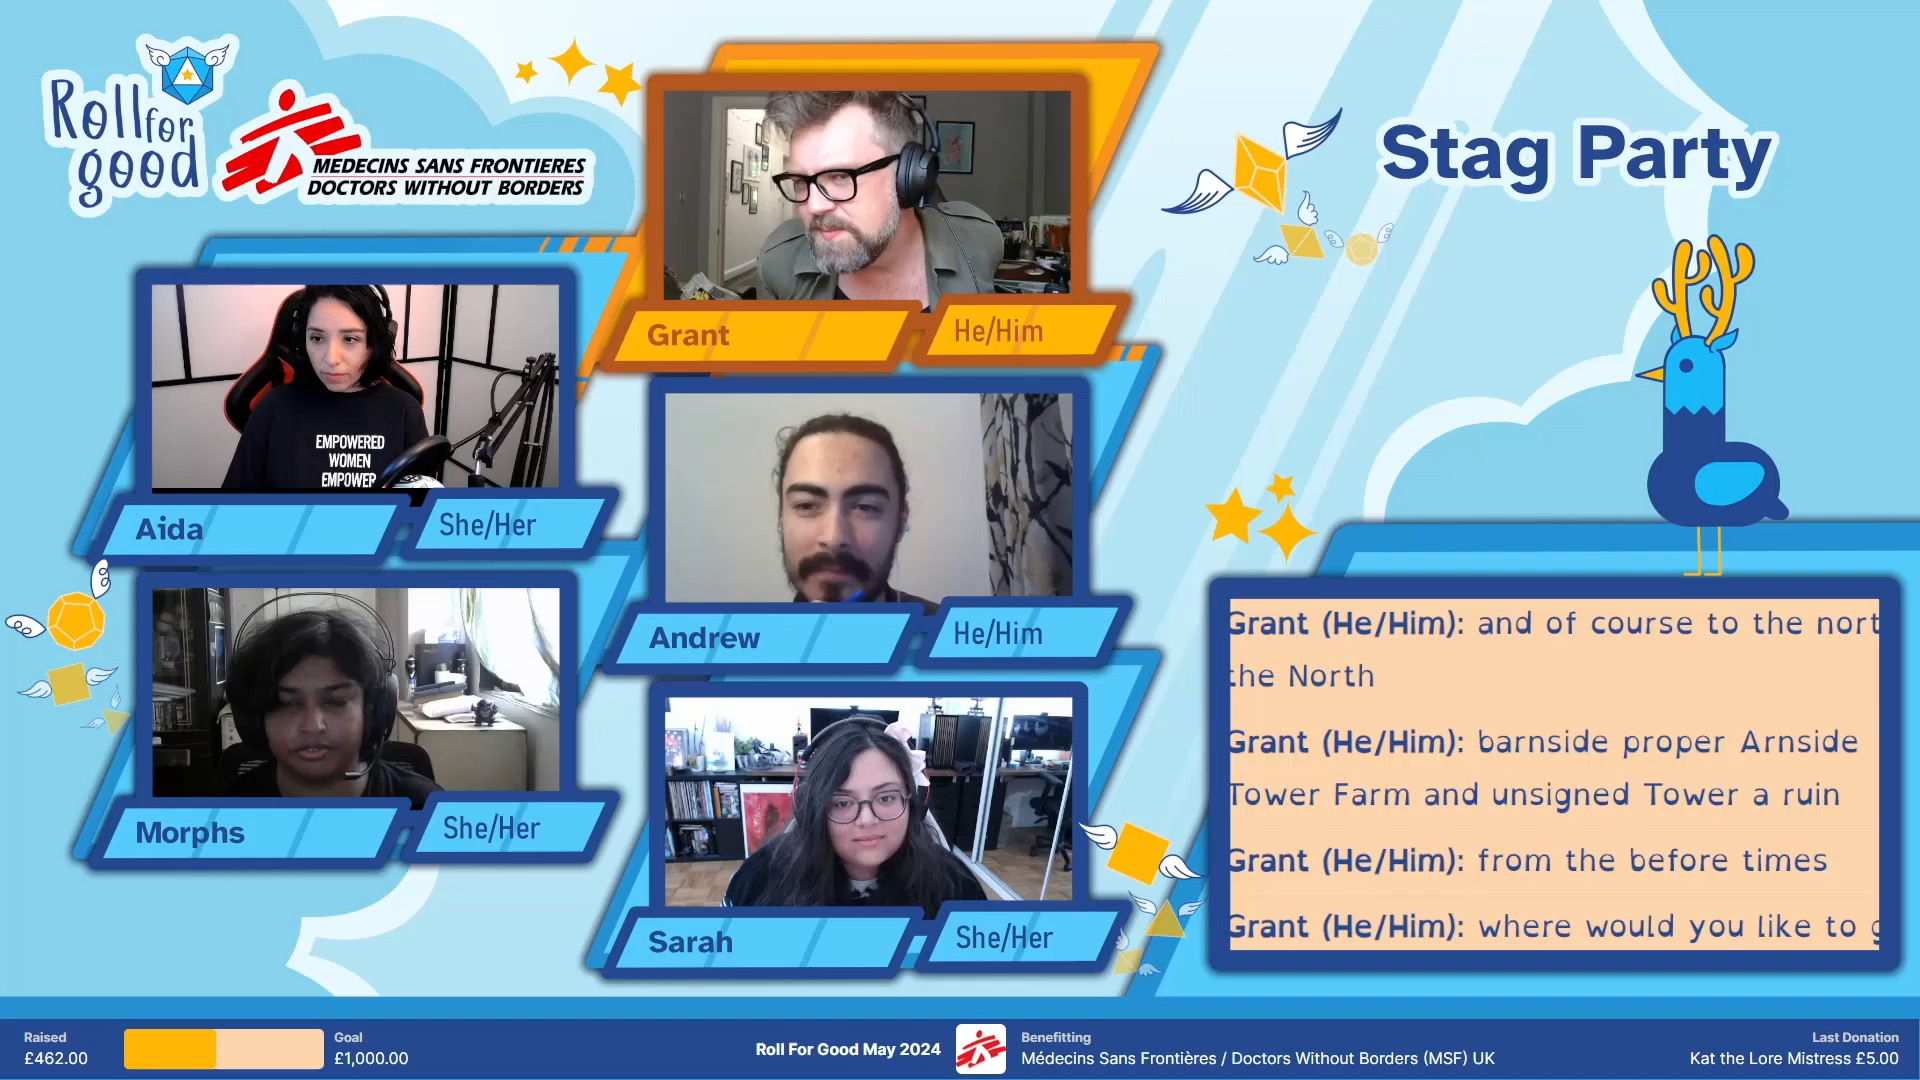 Roll for good
MEDECINS SANS FRONTIERES
DOCTORS WITHOUT BORDERS
Stag Party
Grant
He/Him
EMPOWERED
WOMEN
EMPOWER
Aida
She/Her
Andrew
He/Him
Morphs
She/Her
Sarah
She/Her
Grant (He/Him): and of course to the nort
the North
Grant (He/Him): barnside proper Arnside
Tower Farm and unsigned Tower a ruin
Grant (He/Him): from the before times
Grant (He/Him): where would you like to g
Raised
£462.00
Goal
£1,000.00
Roll For Good May 2024
Benefitting
Médecins Sans Frontières / Doctors Without Borders (MSF) UK
Last Donation
Kat the Lore Mistress £5.00